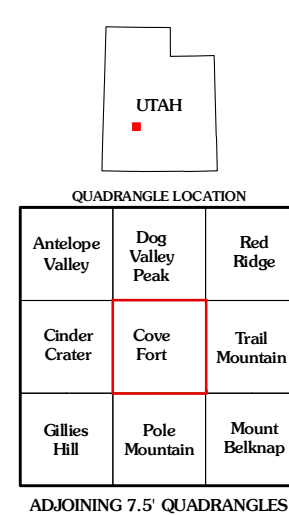 UTAH
QUADRANGLE LOCATION
Antelope
Valley
Dog
Valley
Peak
Red
Ridge
Cinder
Crater
Cove
Fort
Trail
Mountain
Gillies
Hill
Pole
Mountain
Mount
Belknap
ADJOINING 7.5' QUADRANGLES